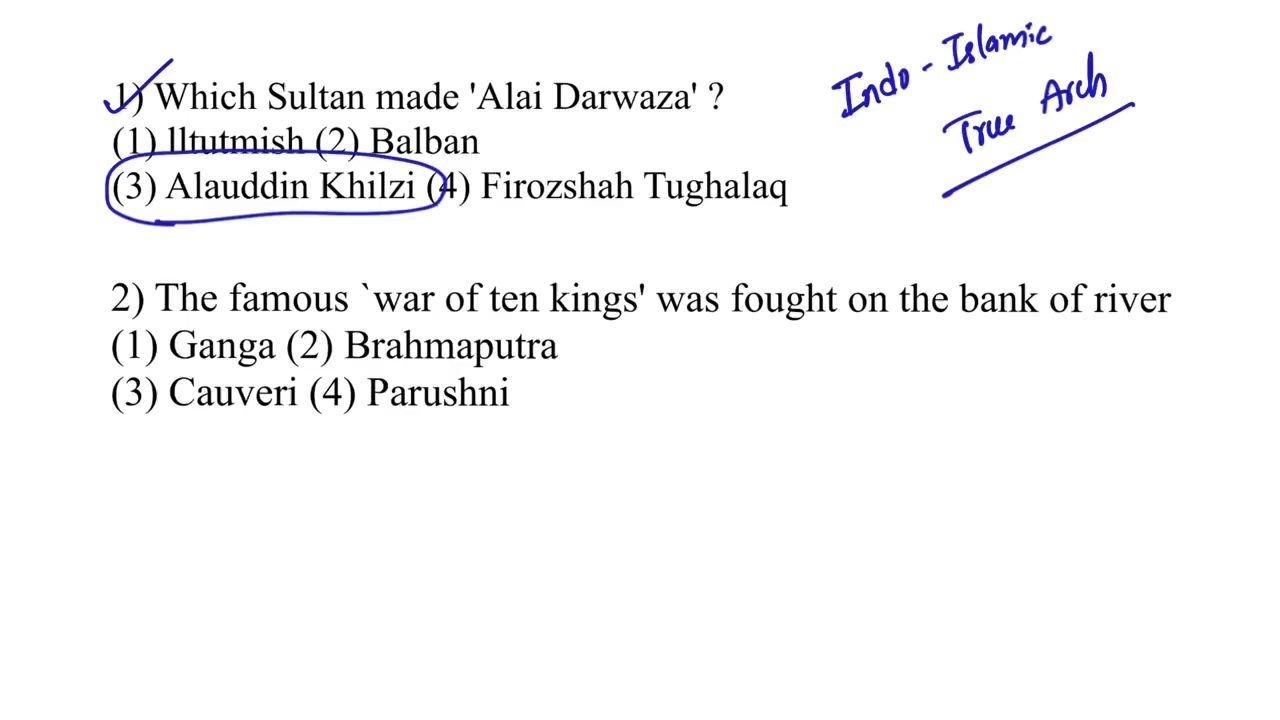 1) Which Sultan made 'Alai Darwaza' ?
(1) lltutmish (2) Balban
(3) Alauddin Khilzi (4) Firozshah Tughalaq
Indo - Islamic
True Arch
2) The famous `war of ten kings' was fought on the bank of river
(1) Ganga (2) Brahmaputra
(3) Cauveri (4) Parushni